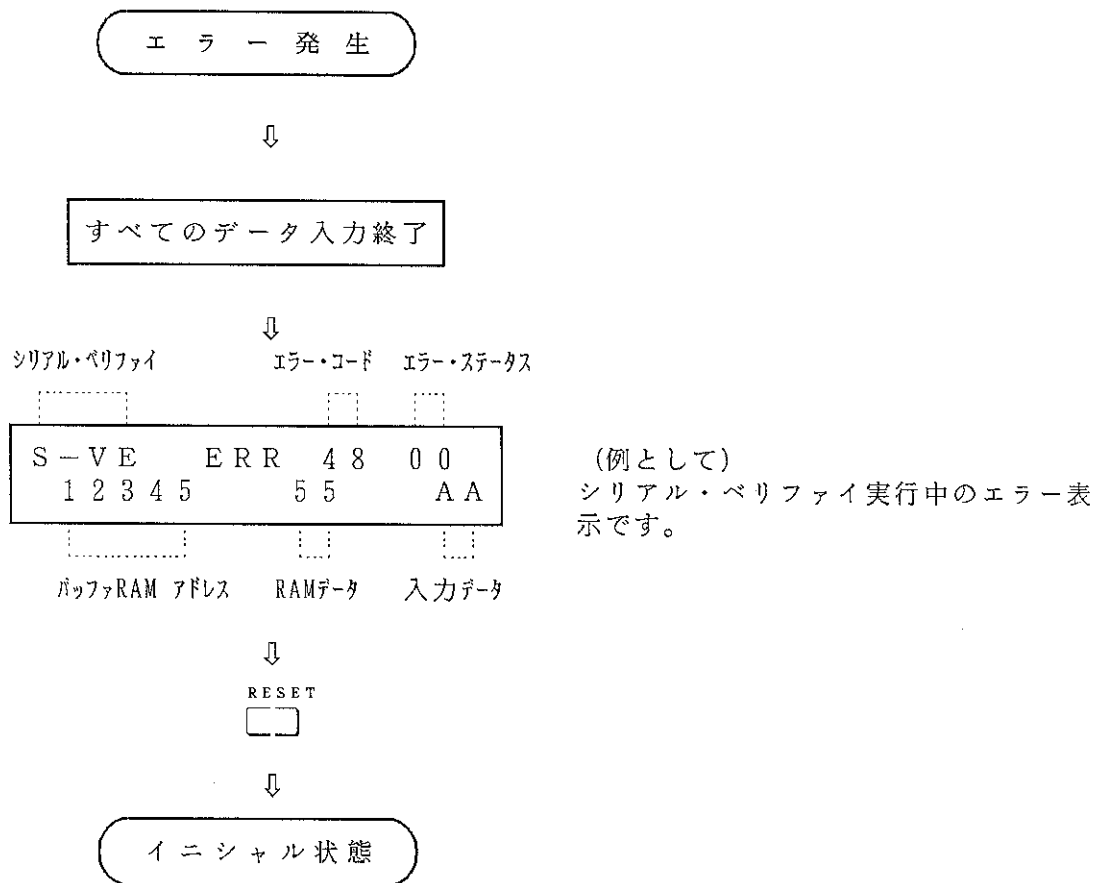 エラー発生
⇩
すべてのデータ入力終了
⇩
シリアル・ベリファイ エラー・コード エラー・ステータス
S-VE ERR 48 00
12345 55 AA
(例として)
シリアル・ベリファイ実行中のエラー表
示です。
バッファRAM アドレス RAMデータ 入力データ
⇩
RESET
⇩
イニシャル状態